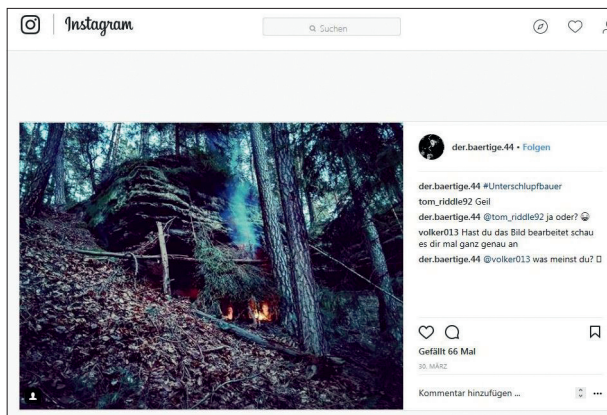 Instagram
Suchen
der.baertige.44 • Folgen
der.baertige.44 #Unterschlupfbauer
tom_riddle92 Geil
der.baertige.44 @tom_riddle92 ja oder? 😀
volker013 Hast du das Bild bearbeitet schau
es dir mal ganz genau an
der.baertige.44 @volker013 was meinst du?
Gefällt 66 Mal
30. MÄRZ
Kommentar hinzufügen ...